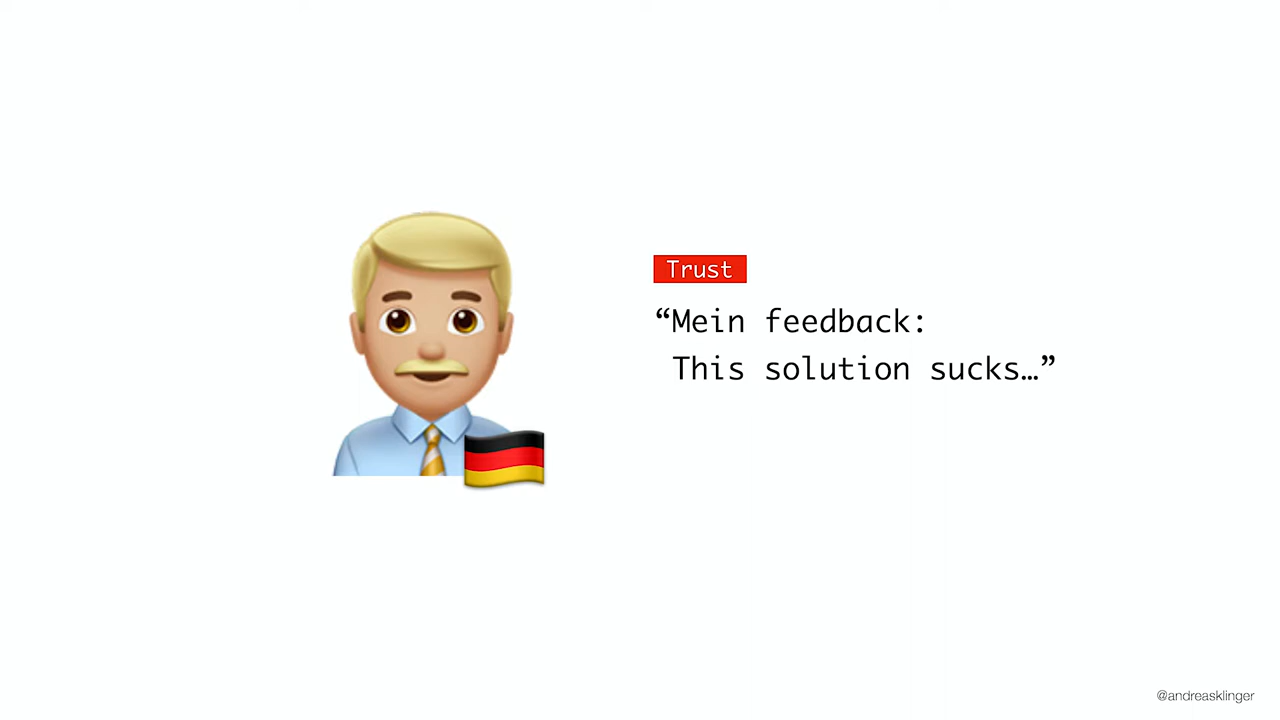 Trust
“Mein feedback:
This solution sucks…”
@andreasklinger